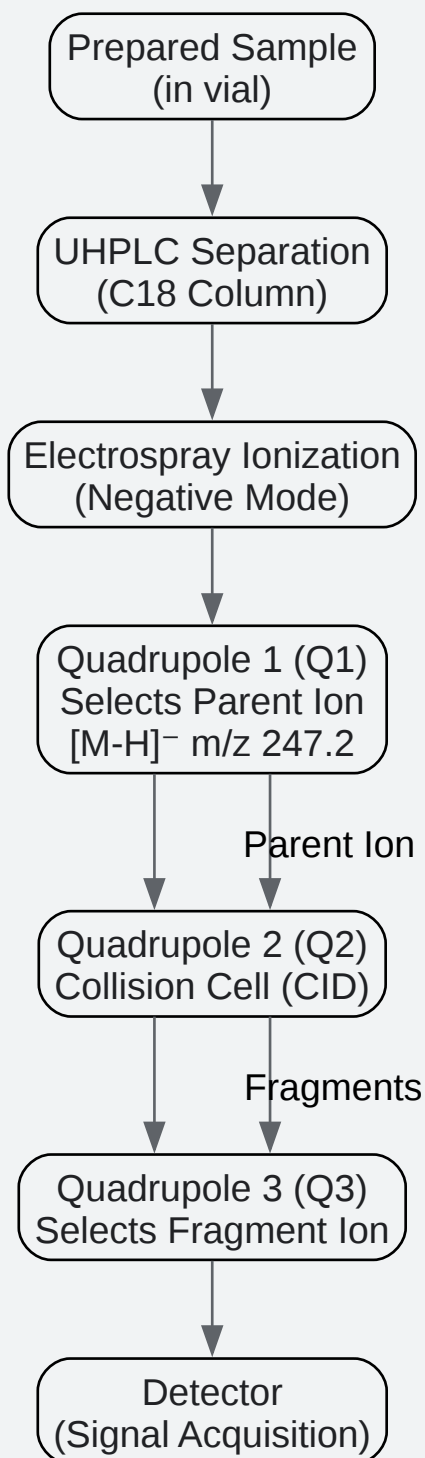 Prepared Sample
(in vial)
UHPLC Separation
(C18 Column)
Electrospray Ionization
(Negative Mode)
Quadrupole 1 (Q1)
Selects Parent Ion
[M-H]⁻ m/z 247.2
Parent Ion
Quadrupole 2 (Q2)
Collision Cell (CID)
Fragments
Quadrupole 3 (Q3)
Selects Fragment Ion
Detector
(Signal Acquisition)